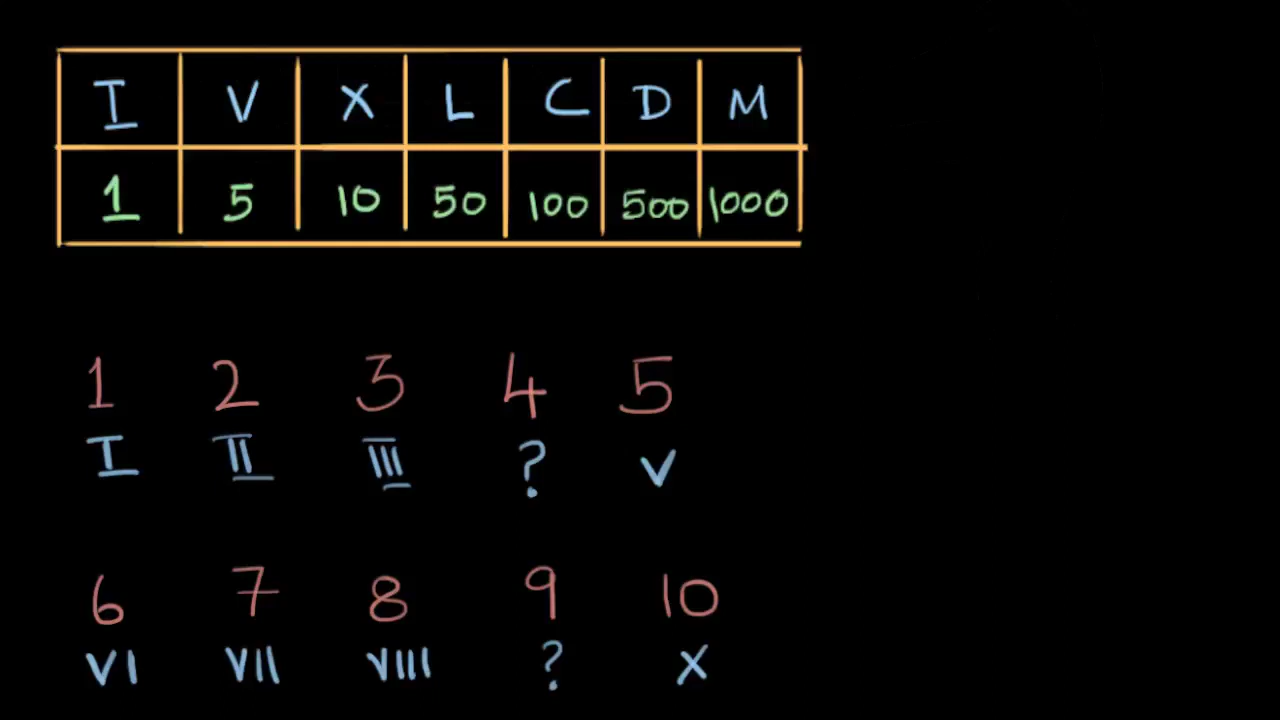 I V X L C D M
1 5 10 50 100 500 1000
1 2 3 4 5
I II III ? V
6 7 8 9 10
VI VII VIII ? X